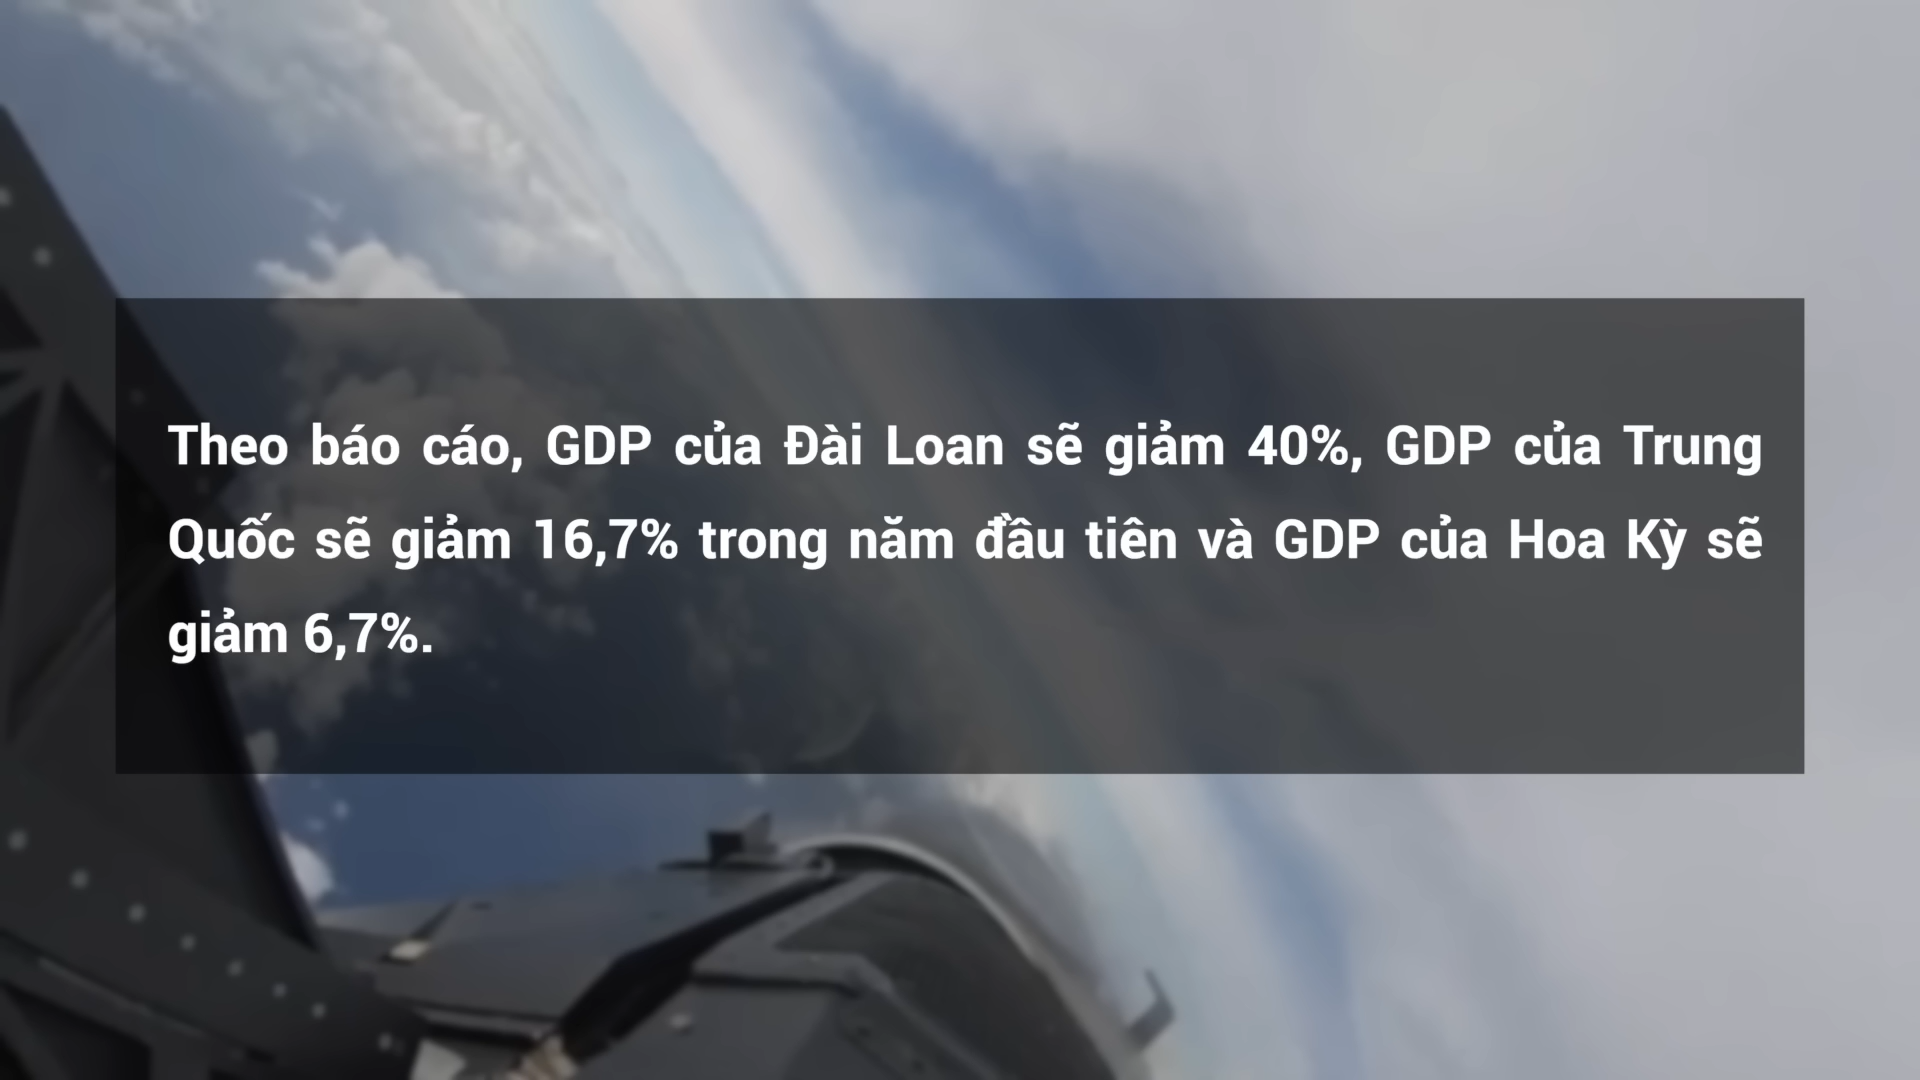 Theo báo cáo, GDP của Đài Loan sẽ giảm 40%, GDP của Trung
Quốc sẽ giảm 16,7% trong năm đầu tiên và GDP của Hoa Kỳ sẽ
giảm 6,7%.